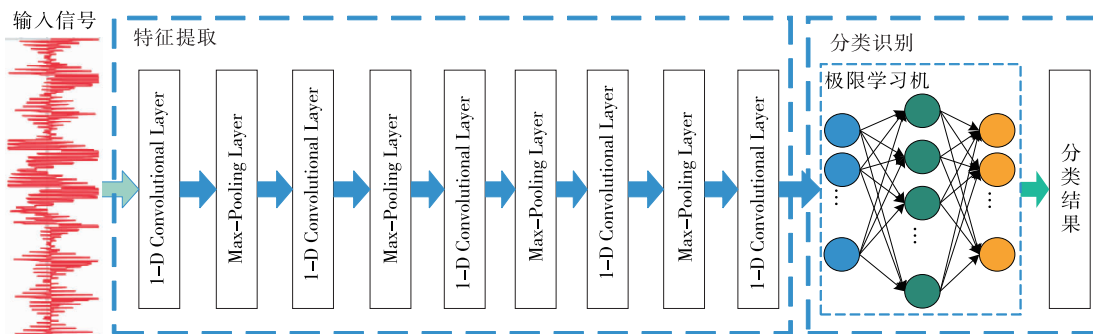 输入信号
特征提取
1-D Convolutional Layer
Max-Pooling Layer
1-D Convolutional Layer
Max-Pooling Layer
1-D Convolutional Layer
Max-Pooling Layer
1-D Convolutional Layer
Max-Pooling Layer
1-D Convolutional Layer
分类识别
极限学习机
...
...
...
分类结果